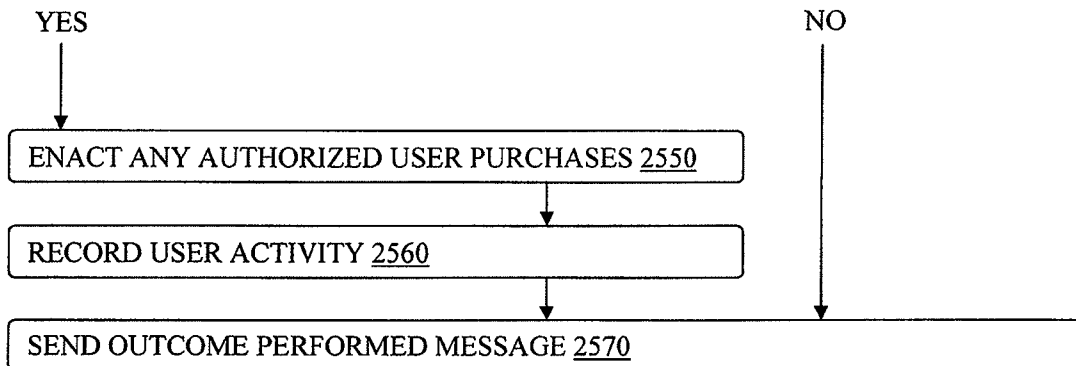 YES
NO
ENACT ANY AUTHORIZED USER PURCHASES 2550
RECORD USER ACTIVITY 2560
SEND OUTCOME PERFORMED MESSAGE 2570